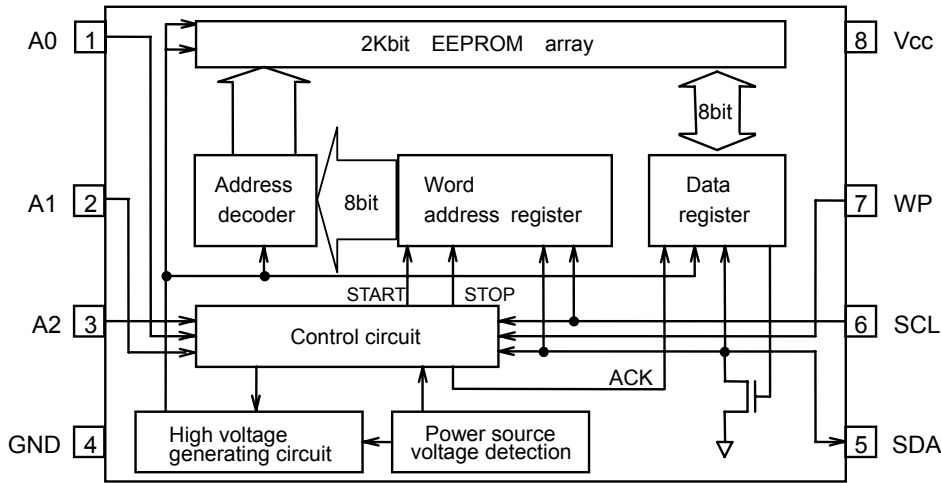 A0
1
2Kbit EEPROM array
8
Vcc
8bit
A1
2
Address
decoder
8bit
Word
address register
Data
register
7
WP
START
STOP
A2
3
Control circuit
6
SCL
ACK
GND
4
High voltage
generating circuit
Power source
voltage detection
5
SDA